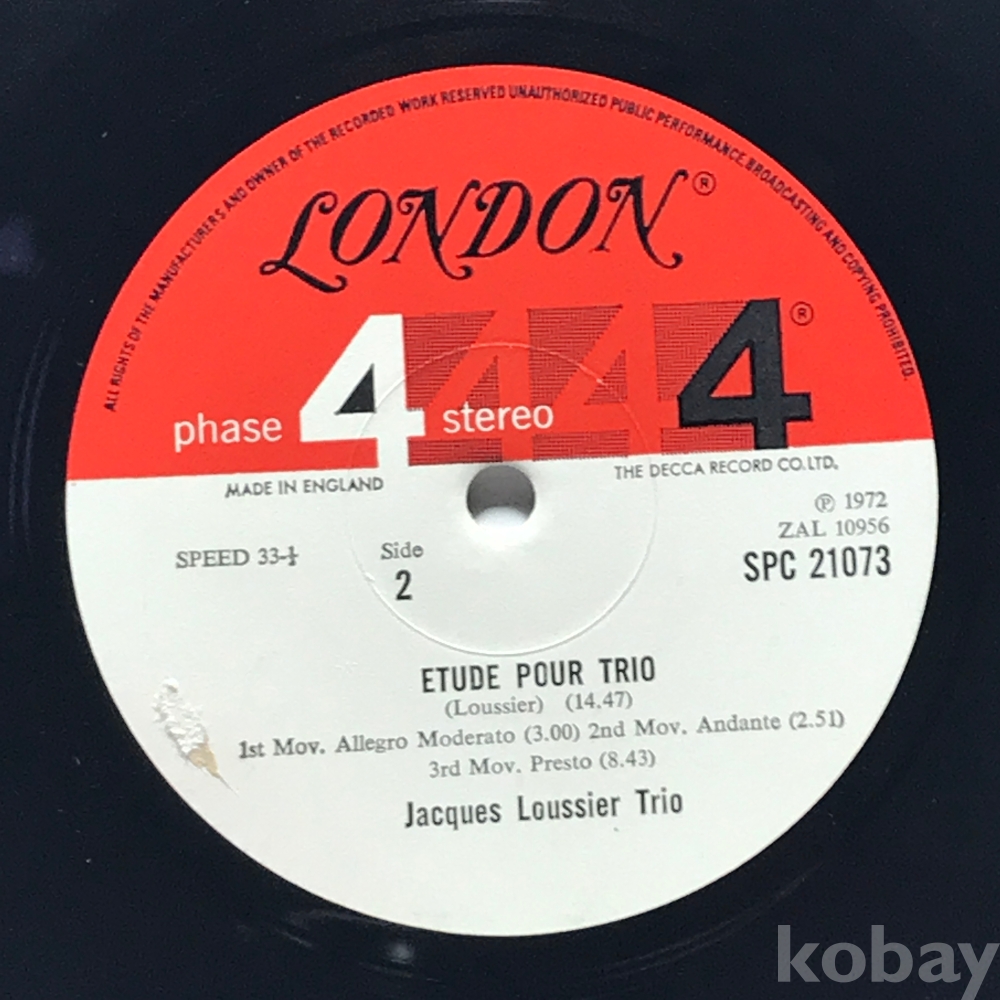 ALL RIGHTS OF THE MANUFACTURERS AND OWNER OF THE RECORDED WORK RESERVED UNAUTHORIZED PUBLIC PERFORMANCE, BROADCASTING AND COPYING PROHIBITED.
LONDON®
phase 4 stereo 4 4 4 4®
MADE IN ENGLAND
THE DECCA RECORD CO. LTD.
℗ 1972
ZAL 10956
SPEED 33-⅓
Side
SPC 21073
2
ETUDE POUR TRIO
(Loussier) (14.47)
1st Mov. Allegro Moderato (3.00) 2nd Mov. Andante (2.51)
3rd Mov. Presto (8.43)
Jacques Loussier Trio
kobay